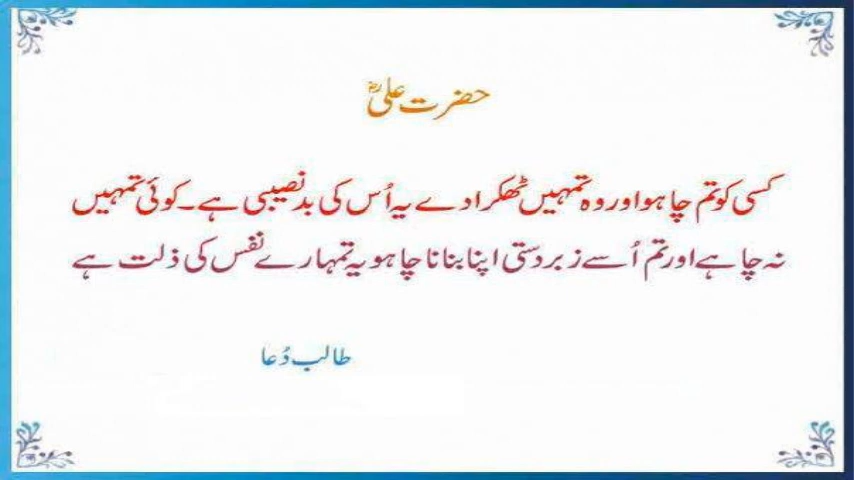 حضرت علیؓ
کسی کو تم چاہو اور وہ تمہیں ٹھکرا دے یہ اُس کی بدنصیبی ہے۔ کوئی تمہیں
نہ چاہے اور تم اُسے زبردستی اپنا بنانا چاہو یہ تمہارے نفس کی ذلت ہے
طالب دُعا